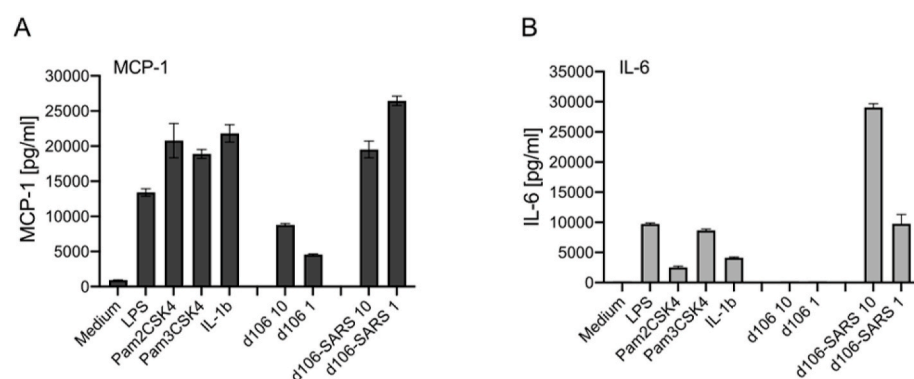 A
MCP-1
MCP-1 [pg/ml]
30000
25000
20000
15000
10000
5000
0
Medium
LPS
Pam2CSK4
Pam3CSK4
IL-1b
d106 10
d106 1
d106-SARS 10
d106-SARS 1
B
IL-6
IL-6 [pg/ml]
35000
30000
25000
20000
15000
10000
5000
0
Medium
LPS
Pam2CSK4
Pam3CSK4
IL-1b
d106 10
d106 1
d106-SARS 10
d106-SARS 1